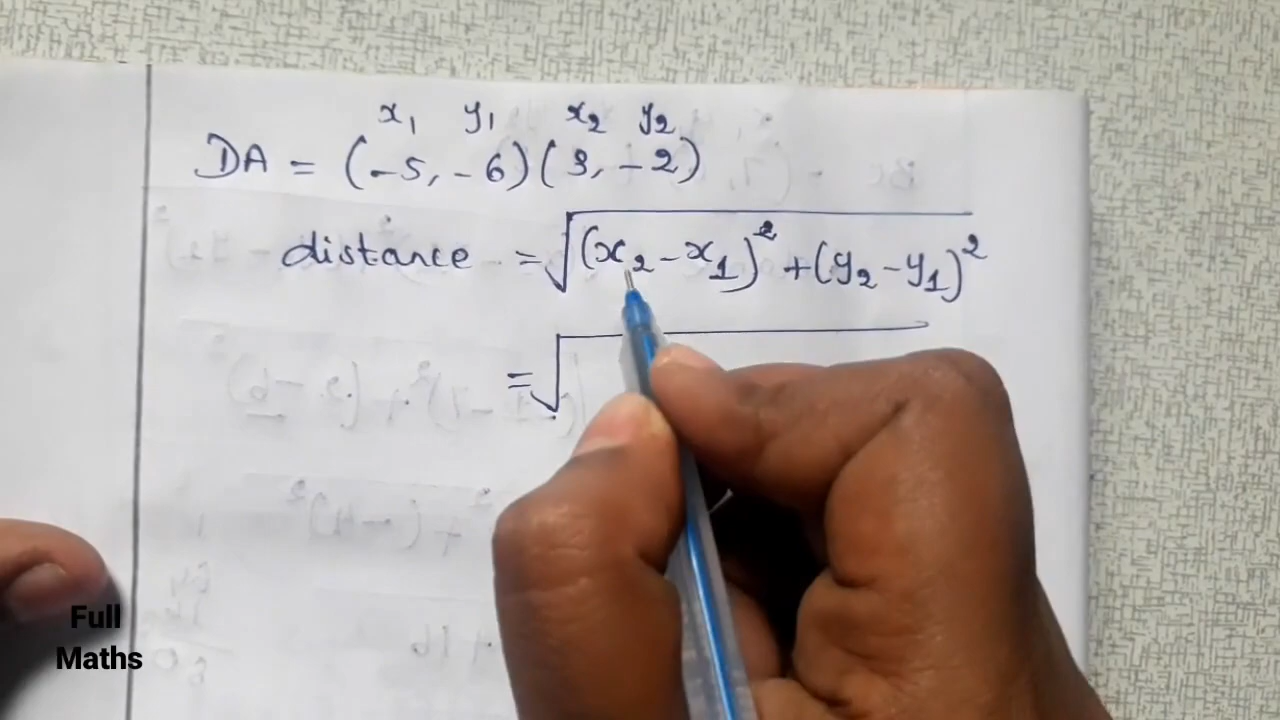 x₁ y₁ x₂ y₂
DA = (-5, -6)(3, -2)
distance = √(x₂-x₁)² + (y₂-y₁)²
= √
Full
Maths